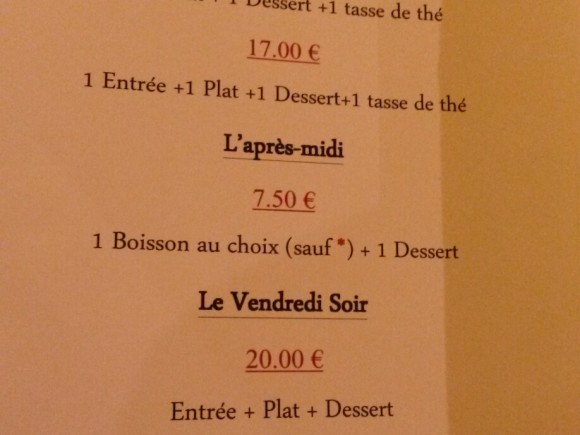 1 Dessert +1 tasse de thé
17.00 €
1 Entrée +1 Plat +1 Dessert+1 tasse de thé
L'après-midi
7.50 €
1 Boisson au choix (sauf *) + 1 Dessert
Le Vendredi Soir
20.00 €
Entrée + Plat + Dessert